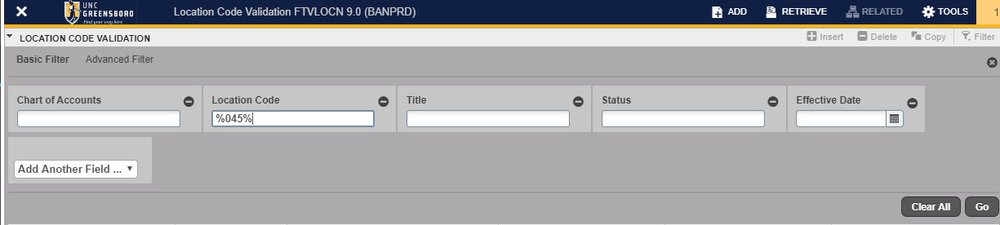 UNC
GREENSBORO
Find your way here
Location Code Validation FTVLOCN 9.0 (BANPRD)
ADD
RETRIEVE
RELATED
TOOLS
1
LOCATION CODE VALIDATION
Insert
Delete
Copy
Filter
Basic Filter
Advanced Filter
Chart of Accounts
Location Code
Title
Status
Effective Date
%045%
Add Another Field ...
Clear All
Go